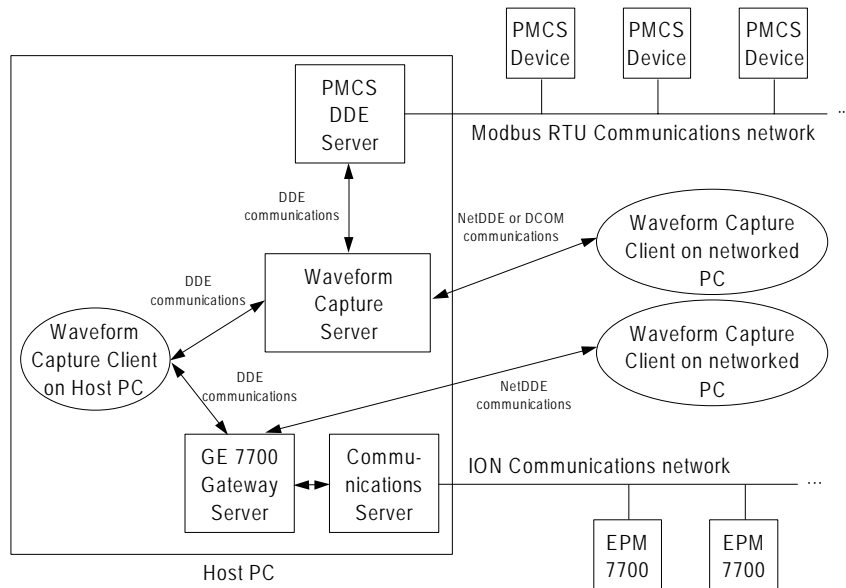 PMCS
Device
PMCS
Device
PMCS
Device
...
PMCS
DDE
Server
Modbus RTU Communications network
DDE
communications
NetDDE or DCOM
communications
Waveform Capture
Client on networked
PC
DDE
communications
Waveform
Capture
Server
Waveform
Capture Client
on Host PC
Waveform Capture
Client on networked
PC
DDE
communications
NetDDE
communications
GE 7700
Gateway
Server
Commu-
nications
Server
ION Communications network
...
EPM
7700
EPM
7700
Host PC